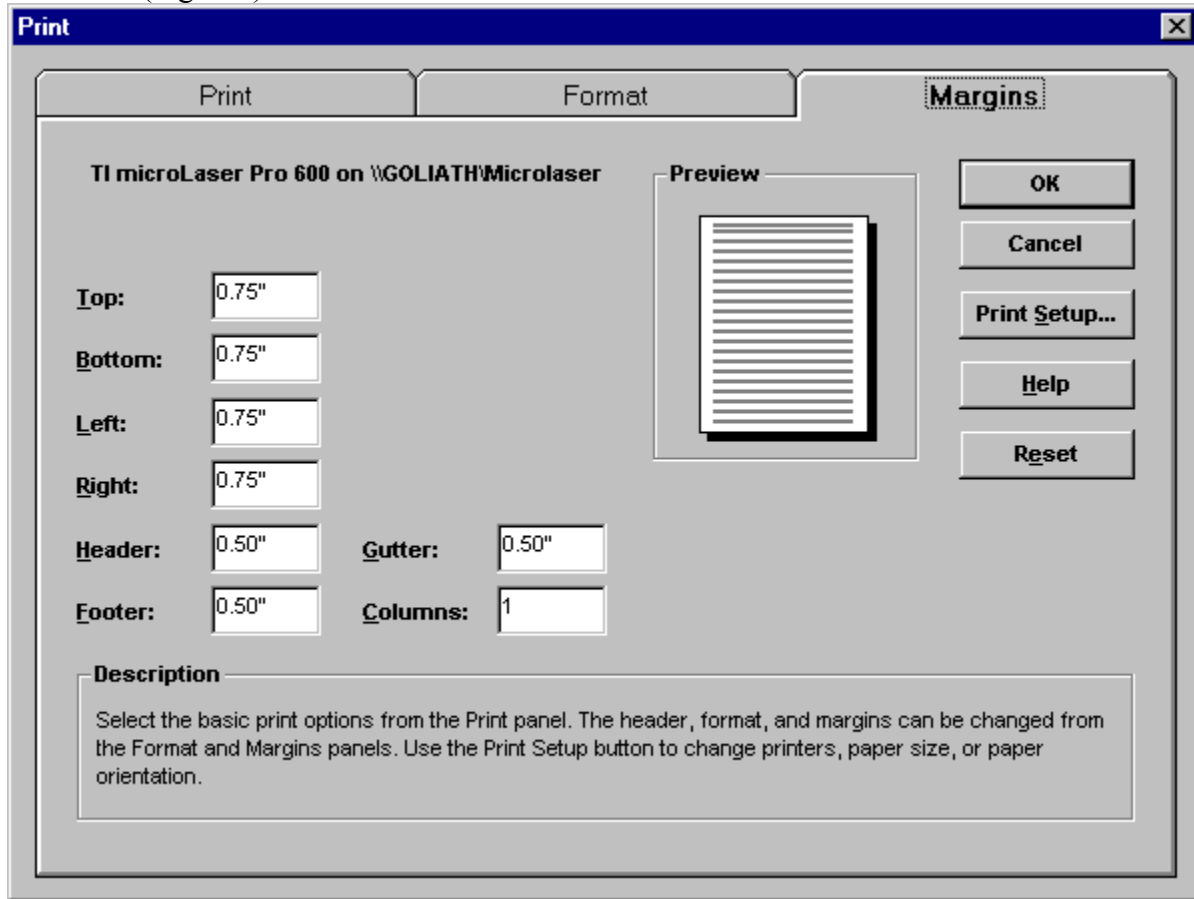 Print
Print Format Margins
TI microLaser Pro 600 on \\GOLIATH\Microlaser
Preview
OK
Cancel
Print Setup...
Help
Reset
Top: 0.75"
Bottom: 0.75"
Left: 0.75"
Right: 0.75"
Header: 0.50" Gutter: 0.50"
Footer: 0.50" Columns: 1
Description
Select the basic print options from the Print panel. The header, format, and margins can be changed from
the Format and Margins panels. Use the Print Setup button to change printers, paper size, or paper
orientation.